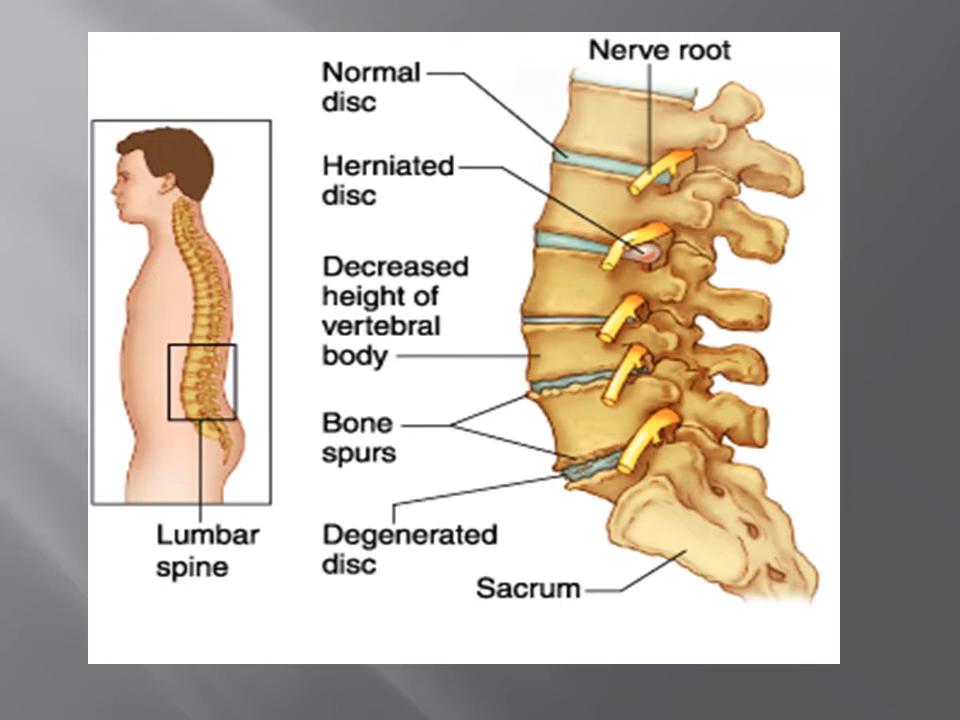 Nerve root
Normal
disc
Herniated
disc
Decreased
height of
vertebral
body
Bone
spurs
Degenerated
disc
Sacrum
Lumbar
spine